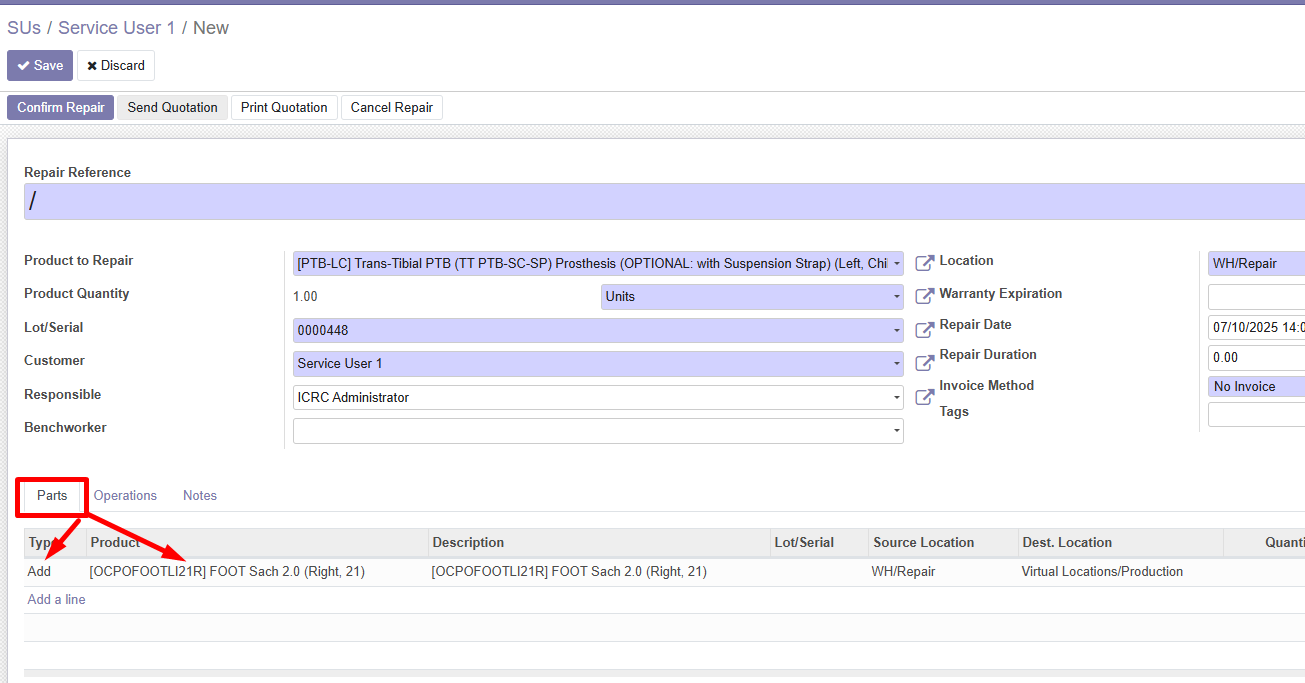 SUs / Service User 1 / New
Save Discard
Confirm Repair Send Quotation Print Quotation Cancel Repair
Repair Reference
/
Product to Repair [PTB-LC] Trans-Tibial PTB (TT PTB-SC-SP) Prosthesis (OPTIONAL: with Suspension Strap) (Left, Chi
Product Quantity 1.00 Units
Lot/Serial 0000448
Customer Service User 1
Responsible ICRC Administrator
Benchworker
Location WH/Repair
Warranty Expiration
Repair Date 07/10/2025 14:0
Repair Duration 0.00
Invoice Method No Invoice
Tags
Parts Operations Notes
Type Product Description Lot/Serial Source Location Dest. Location Quanti
Add [OCPOFOOTLI21R] FOOT Sach 2.0 (Right, 21) [OCPOFOOTLI21R] FOOT Sach 2.0 (Right, 21) WH/Repair Virtual Locations/Production
Add a line